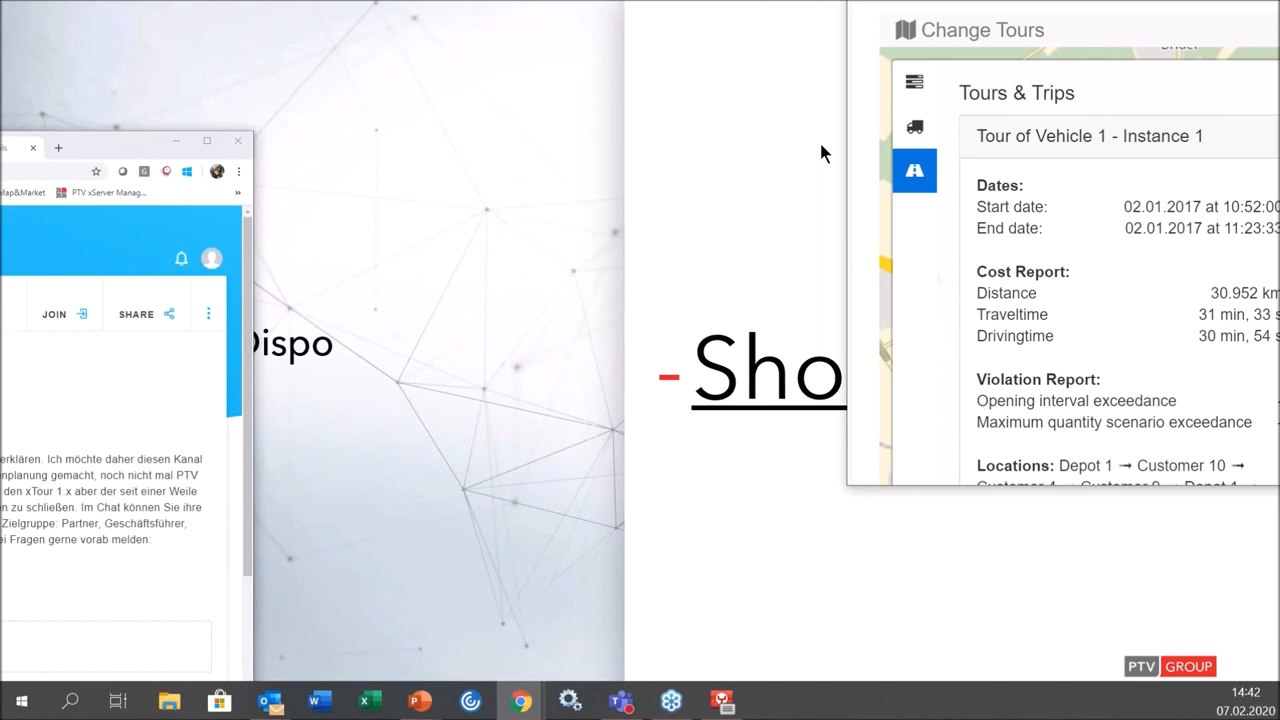 Map&Market
PTV xServer Manag...
»
JOIN
SHARE
erklären. Ich möchte daher diesen Kanal
enplanung gemacht, noch nicht mal PTV
den xTour 1.x aber der seit einer Weile
en zu schließen. Im Chat können Sie ihre
Zielgruppe: Partner, Geschäftsführer,
ei Fragen gerne vorab melden:
Dispo
-Sho
Change Tours
Tours & Trips
Tour of Vehicle 1 - Instance 1
Dates:
Start date: 02.01.2017 at 10:52:00
End date: 02.01.2017 at 11:23:33
Cost Report:
Distance 30.952 km
Traveltime 31 min, 33 s
Drivingtime 30 min, 54 s
Violation Report:
Opening interval exceedance
Maximum quantity scenario exceedance
Locations: Depot 1 → Customer 10 →
PTV GROUP
14:42
07.02.2020